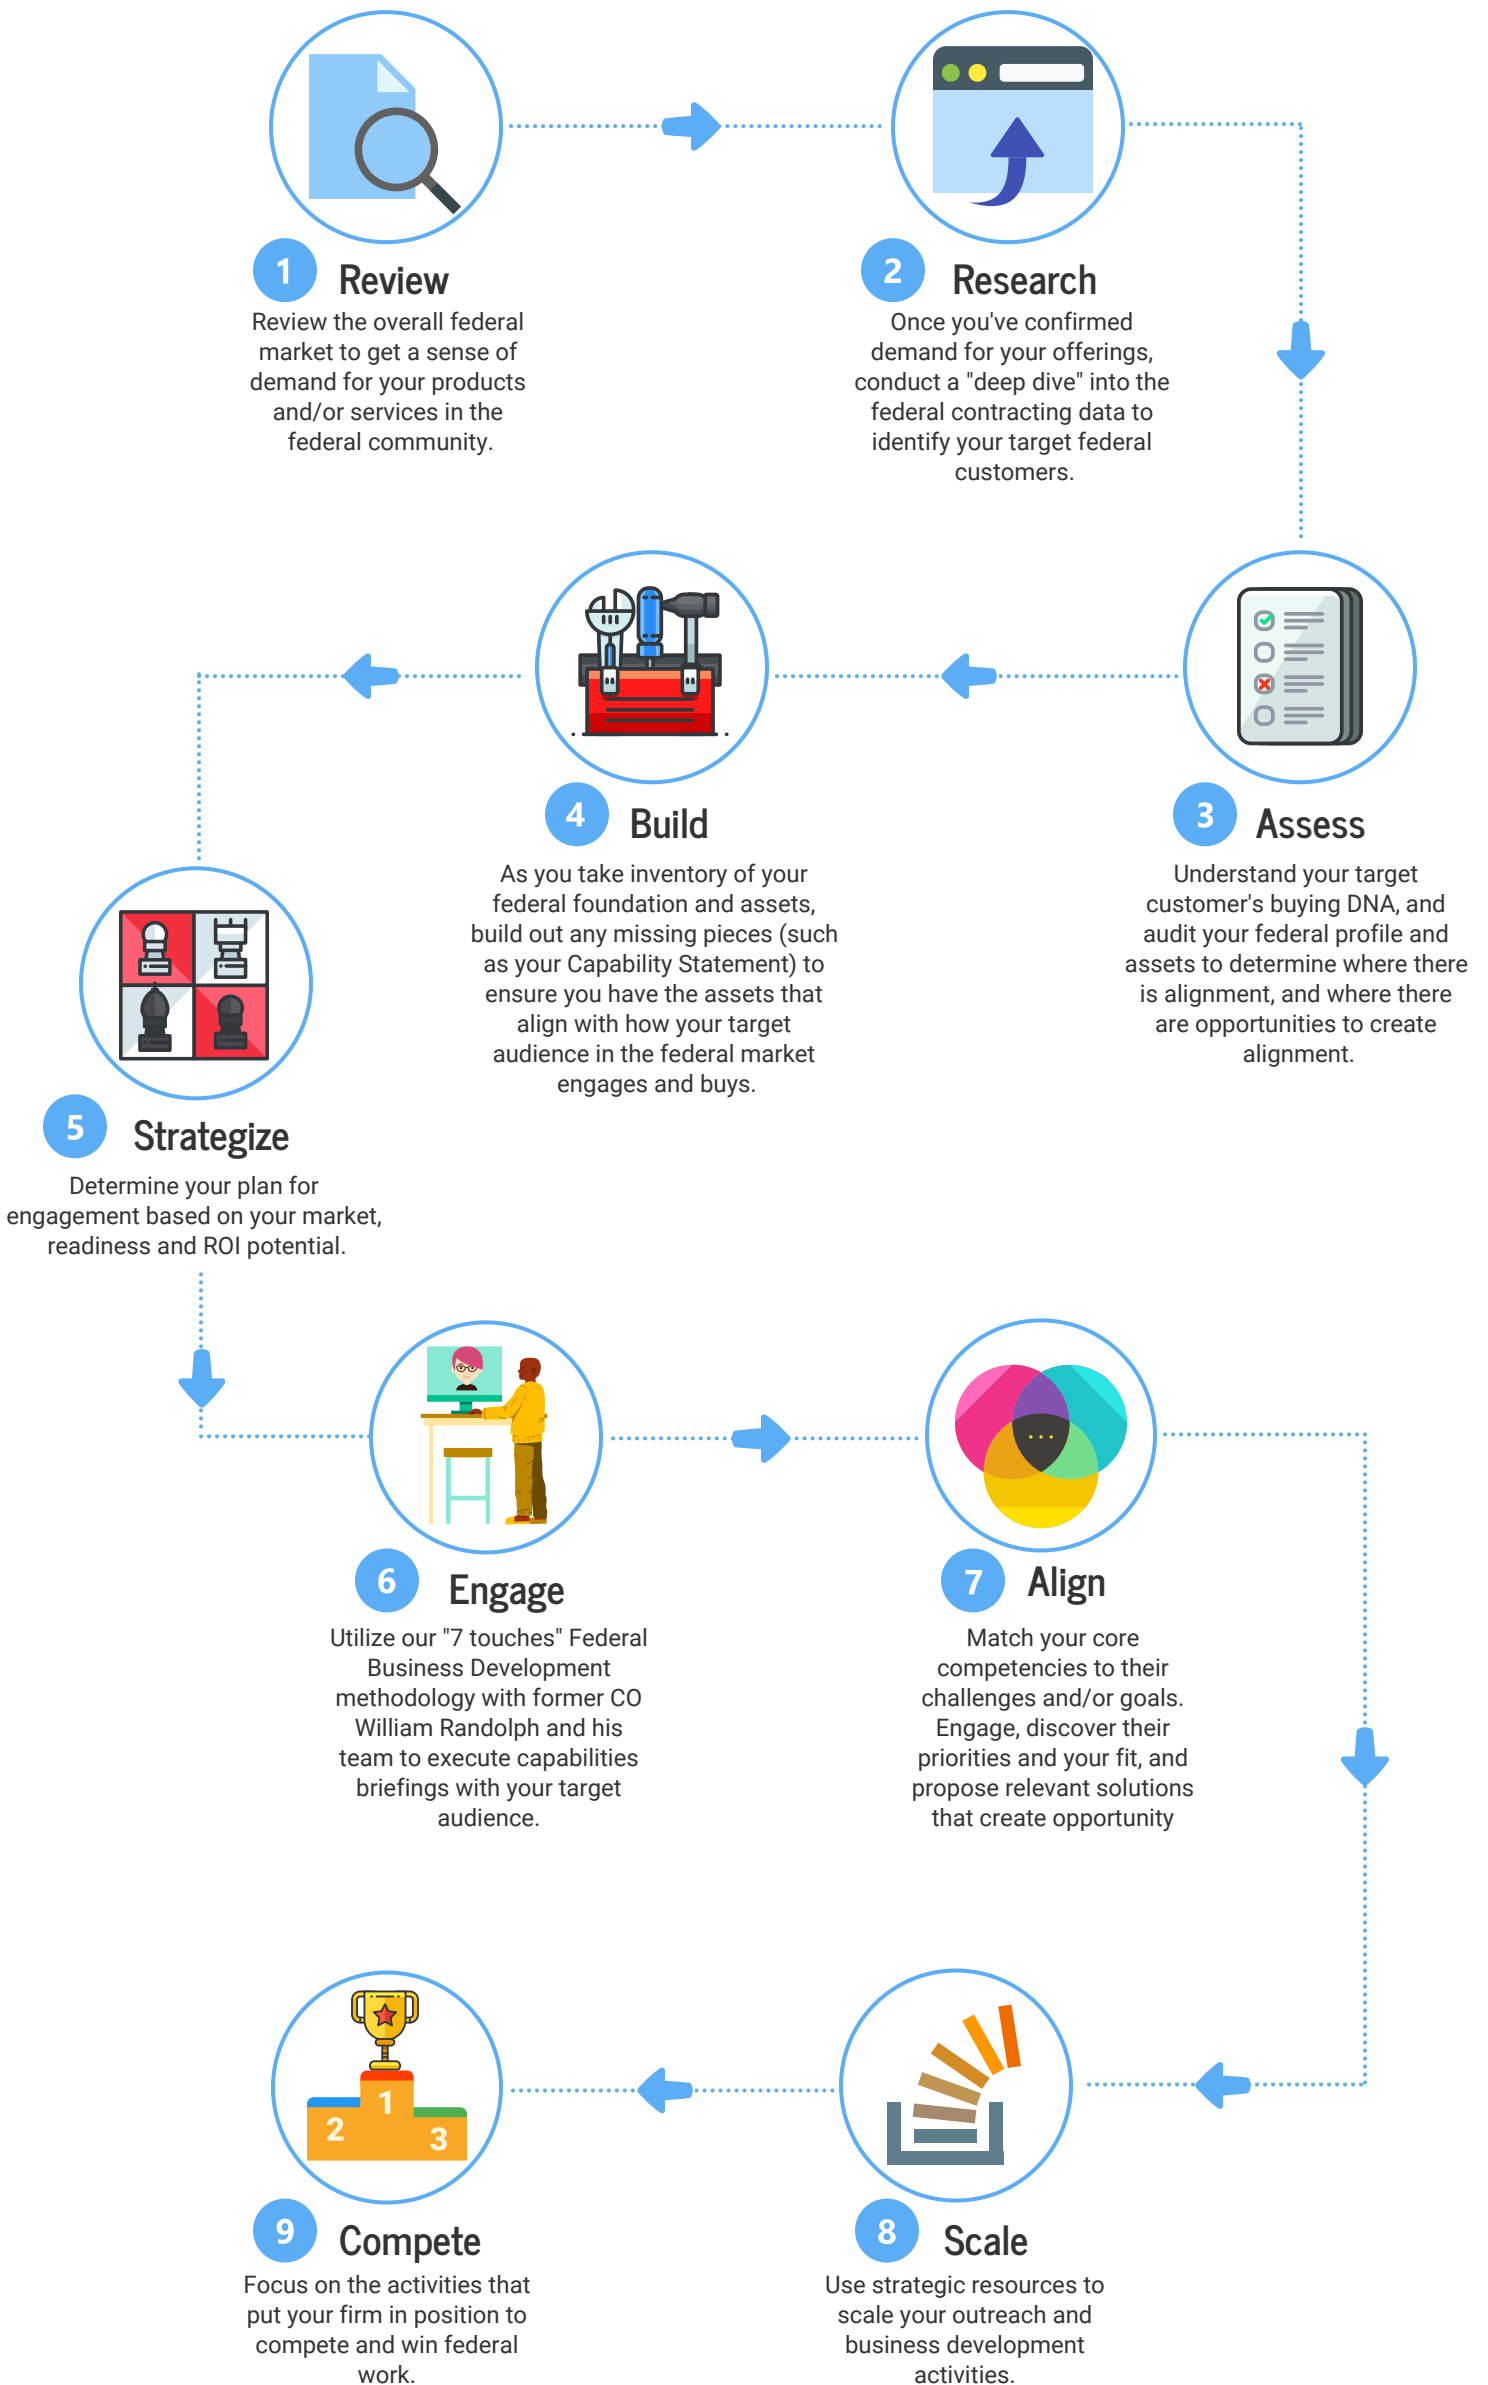 1
Review
Review the overall federal
market to get a sense of
demand for your products
and/or services in the
federal community.
2
Research
Once you've confirmed
demand for your offerings,
conduct a "deep dive" into the
federal contracting data to
identify your target federal
customers.
3
Assess
Understand your target
customer's buying DNA, and
audit your federal profile and
assets to determine where there
is alignment, and where there
are opportunities to create
alignment.
4
Build
As you take inventory of your
federal foundation and assets,
build out any missing pieces (such
as your Capability Statement) to
ensure you have the assets that
align with how your target
audience in the federal market
engages and buys.
5
Strategize
Determine your plan for
engagement based on your market,
readiness and ROI potential.
6
Engage
Utilize our "7 touches" Federal
Business Development
methodology with former CO
William Randolph and his
team to execute capabilities
briefings with your target
audience.
7
Align
Match your core
competencies to their
challenges and/or goals.
Engage, discover their
priorities and your fit, and
propose relevant solutions
that create opportunity
8
Scale
Use strategic resources to
scale your outreach and
business development
activities.
1
2
3
9
Compete
Focus on the activities that
put your firm in position to
compete and win federal
work.